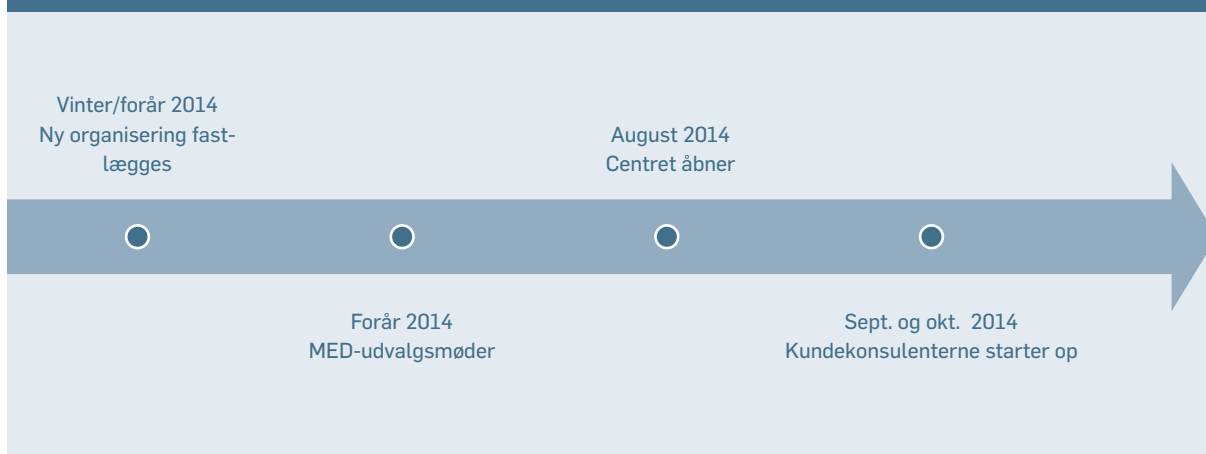 Vinter/forår 2014
Ny organisering fast-
lægges
Forår 2014
MED-udvalgsmøder
August 2014
Centret åbner
Sept. og okt.  2014
Kundekonsulenterne starter op